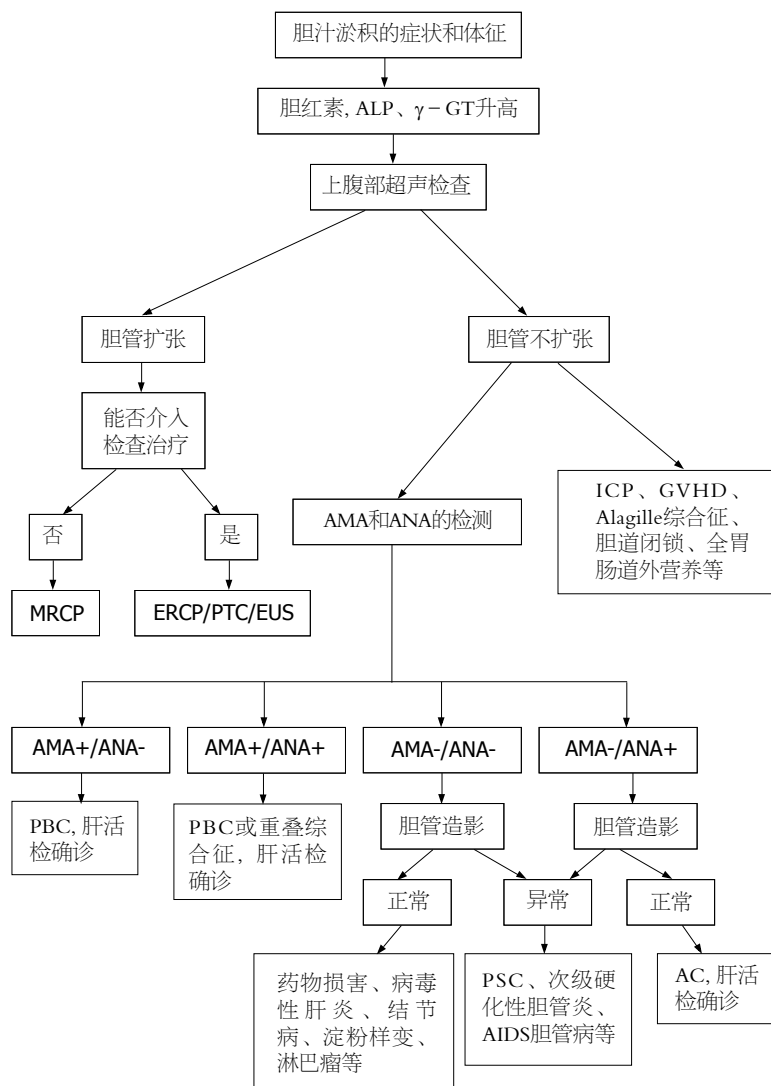 胆汁淤积的症状和体征
胆红素, ALP、γ－GT升高
上腹部超声检查
胆管扩张
胆管不扩张
能否介入
检查治疗
ICP、GVHD、
Alagille综合征、
胆道闭锁、全胃
肠道外营养等
AMA和ANA的检测
否
是
MRCP
ERCP/PTC/EUS
AMA+/ANA-
AMA+/ANA+
AMA-/ANA-
AMA-/ANA+
PBC, 肝活
检确诊
PBC或重叠综
合征, 肝活检
确诊
胆管造影
胆管造影
正常
异常
正常
药物损害、病毒
性肝炎、结节
病、淀粉样变、
淋巴瘤等
PSC、次级硬
化性胆管炎、
AIDS胆管病等
AC, 肝活
检确诊